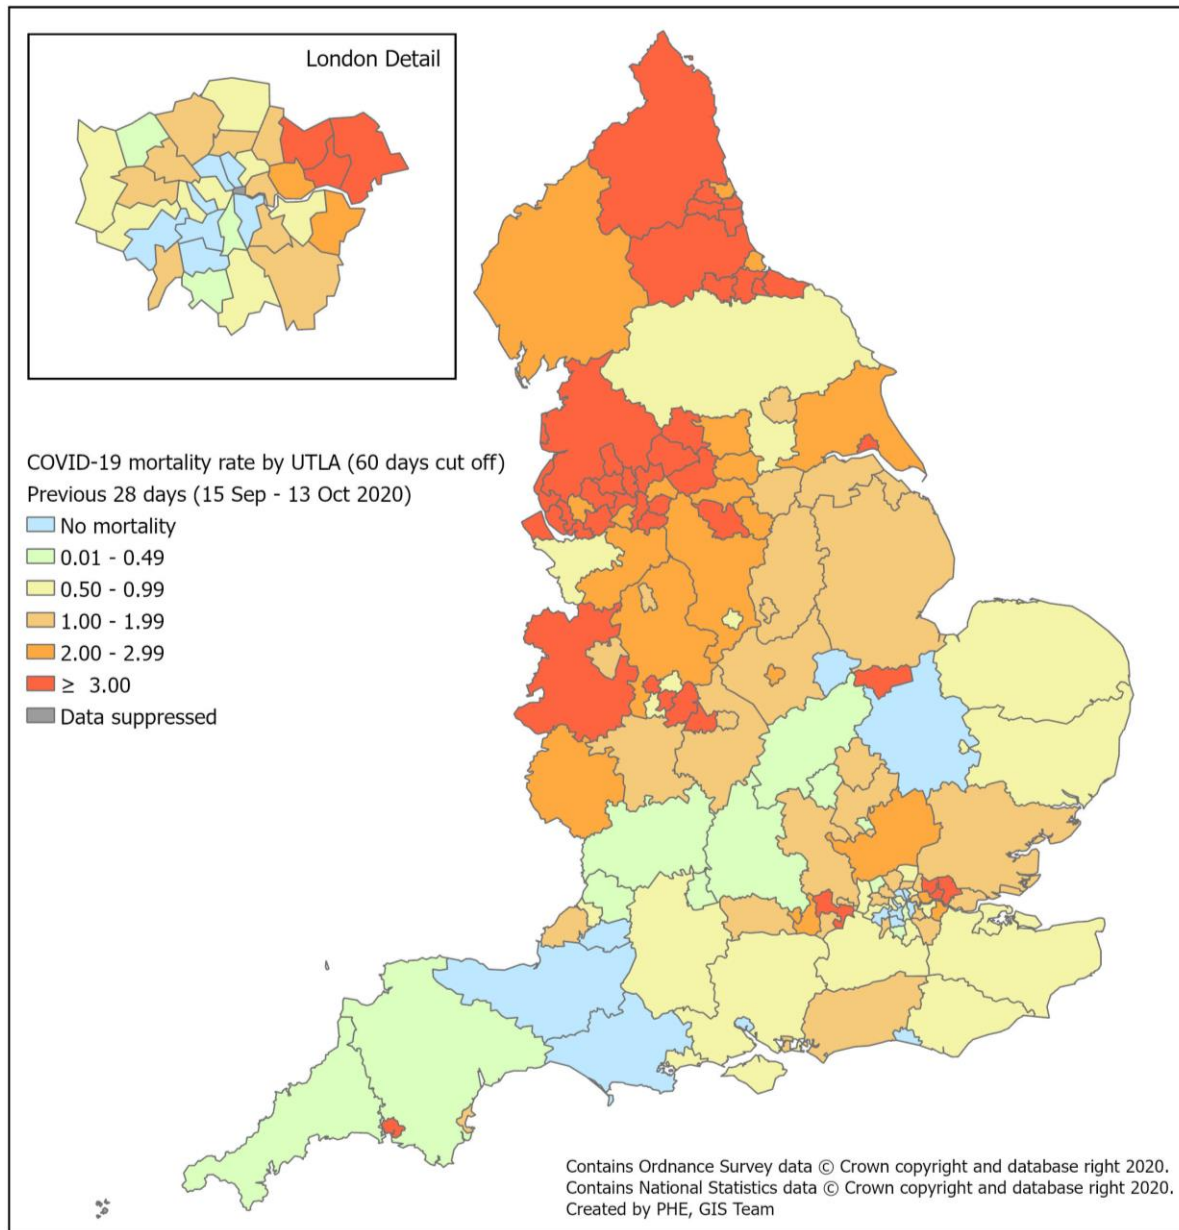 London Detail
COVID-19 mortality rate by UTLA (60 days cut off)
Previous 28 days (15 Sep - 13 Oct 2020)
No mortality
0.01 - 0.49
0.50 - 0.99
1.00 - 1.99
2.00 - 2.99
≥ 3.00
Data suppressed
Contains Ordnance Survey data © Crown copyright and database right 2020.
Contains National Statistics data © Crown copyright and database right 2020.
Created by PHE, GIS Team